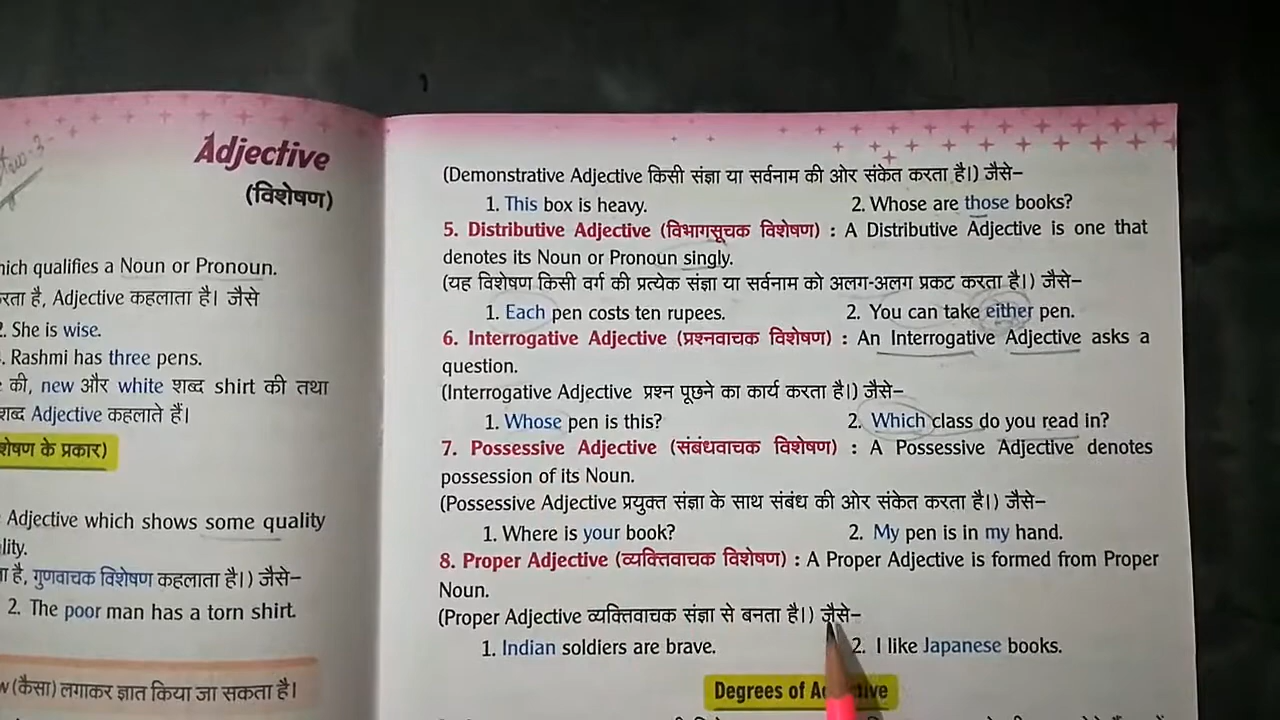 Adjective
(विशेषण)
which qualifies a Noun or Pronoun.
है, Adjective कहलाता है। जैसे
2. She is wise.
Rashmi has three pens.
की, new और white शब्द shirt की तथा
शब्द Adjective कहलाते हैं।
के प्रकार)
Adjective which shows some quality
है, गुणवाचक विशेषण कहलाता है।) जैसे–
2. The poor man has a torn shirt.
(कैसा) लगाकर ज्ञात किया जा सकता है।
(Demonstrative Adjective किसी संज्ञा या सर्वनाम की ओर संकेत करता है।) जैसे–
1. This box is heavy. 2. Whose are those books?
5. Distributive Adjective (विभागसूचक विशेषण) : A Distributive Adjective is one that
denotes its Noun or Pronoun singly.
(यह विशेषण किसी वर्ग की प्रत्येक संज्ञा या सर्वनाम को अलग-अलग प्रकट करता है।) जैसे–
1. Each pen costs ten rupees. 2. You can take either pen.
6. Interrogative Adjective (प्रश्नवाचक विशेषण) : An Interrogative Adjective asks a
question.
(Interrogative Adjective प्रश्न पूछने का कार्य करता है।) जैसे–
1. Whose pen is this? 2. Which class do you read in?
7. Possessive Adjective (संबंधवाचक विशेषण) : A Possessive Adjective denotes
possession of its Noun.
(Possessive Adjective प्रयुक्त संज्ञा के साथ संबंध की ओर संकेत करता है।) जैसे–
1. Where is your book? 2. My pen is in my hand.
8. Proper Adjective (व्यक्तिवाचक विशेषण) : A Proper Adjective is formed from Proper
Noun.
(Proper Adjective व्यक्तिवाचक संज्ञा से बनता है।) जैसे–
1. Indian soldiers are brave. 2. I like Japanese books.
Degrees of Adjective